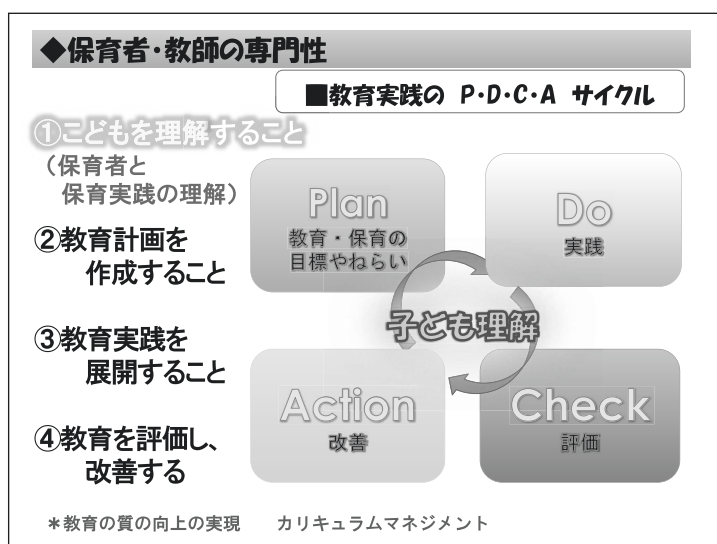 ◆保育者・教師の専門性
■教育実践の P・D・C・A サイクル
①こどもを理解すること
（保育者と
保育実践の理解）
②教育計画を
作成すること
③教育実践を
展開すること
④教育を評価し、
改善する
Plan
教育・保育の
目標やねらい
Do
実践
子ども理解
Action
改善
Check
評価
＊教育の質の向上の実現 カリキュラムマネジメント